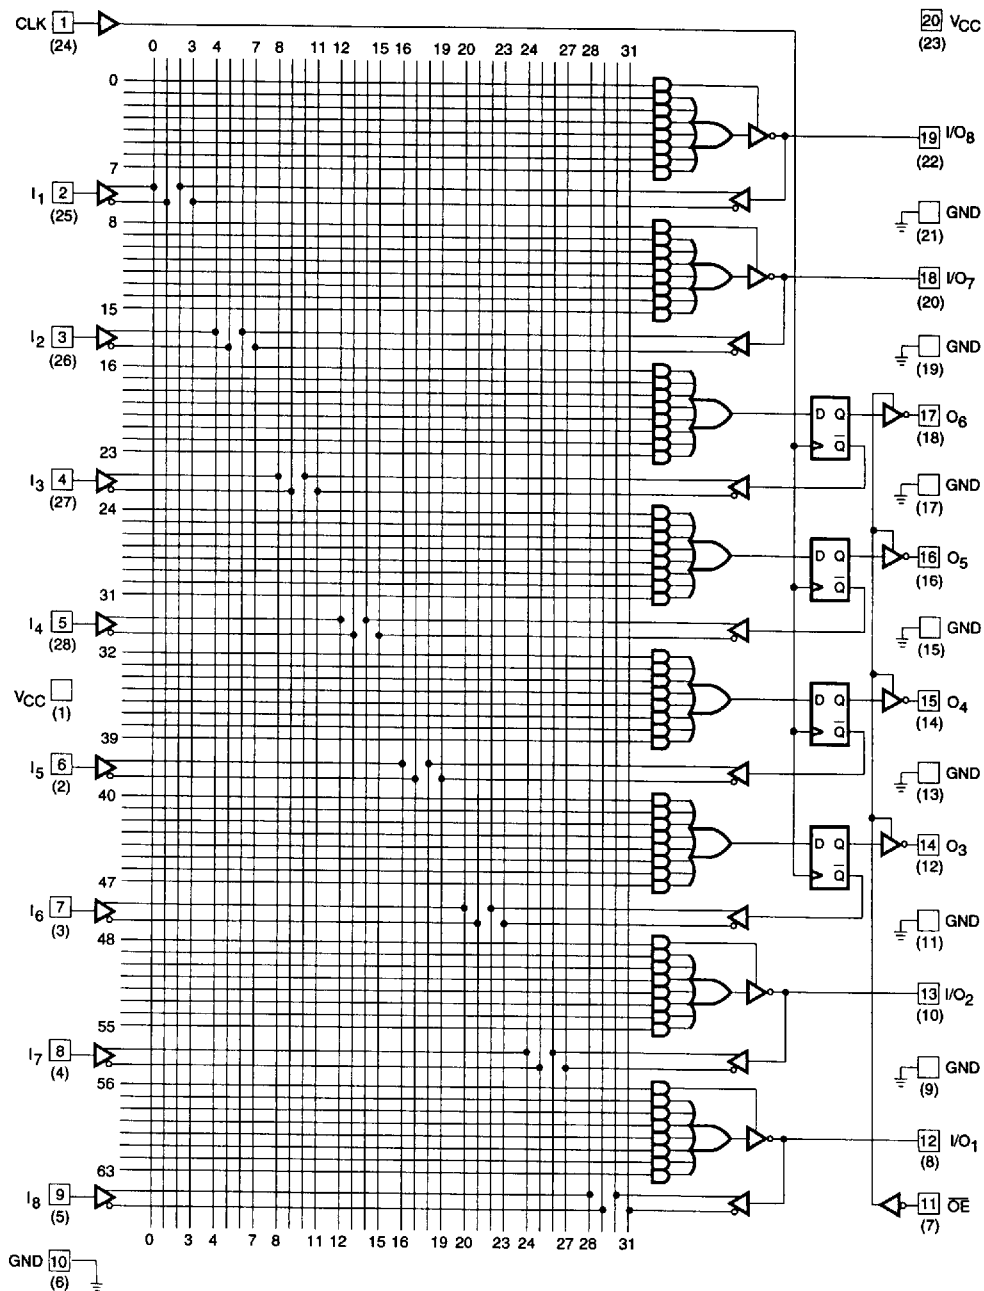 CLK 1 (24)
20 VCC (23)
0 3 4 7 8 11 12 15 16 19 20 23 24 27 28 31
0
19 I/O8 (22)
7
I1 2 (25)
GND (21)
8
18 I/O7 (20)
15
I2 3 (26)
GND (19)
16
D Q Q 17 O6 (18)
23
I3 4 (27)
GND (17)
24
D Q Q 16 O5 (16)
31
I4 5 (28)
GND (15)
32
VCC (1)
D Q Q 15 O4 (14)
39
I5 6 (2)
GND (13)
40
D Q Q 14 O3 (12)
47
I6 7 (3)
GND (11)
48
13 I/O2 (10)
55
I7 8 (4)
GND (9)
56
12 I/O1 (8)
63
I8 9 (5)
11 OE (7)
0 3 4 7 8 11 12 15 16 19 20 23 24 27 28 31
GND 10 (6)